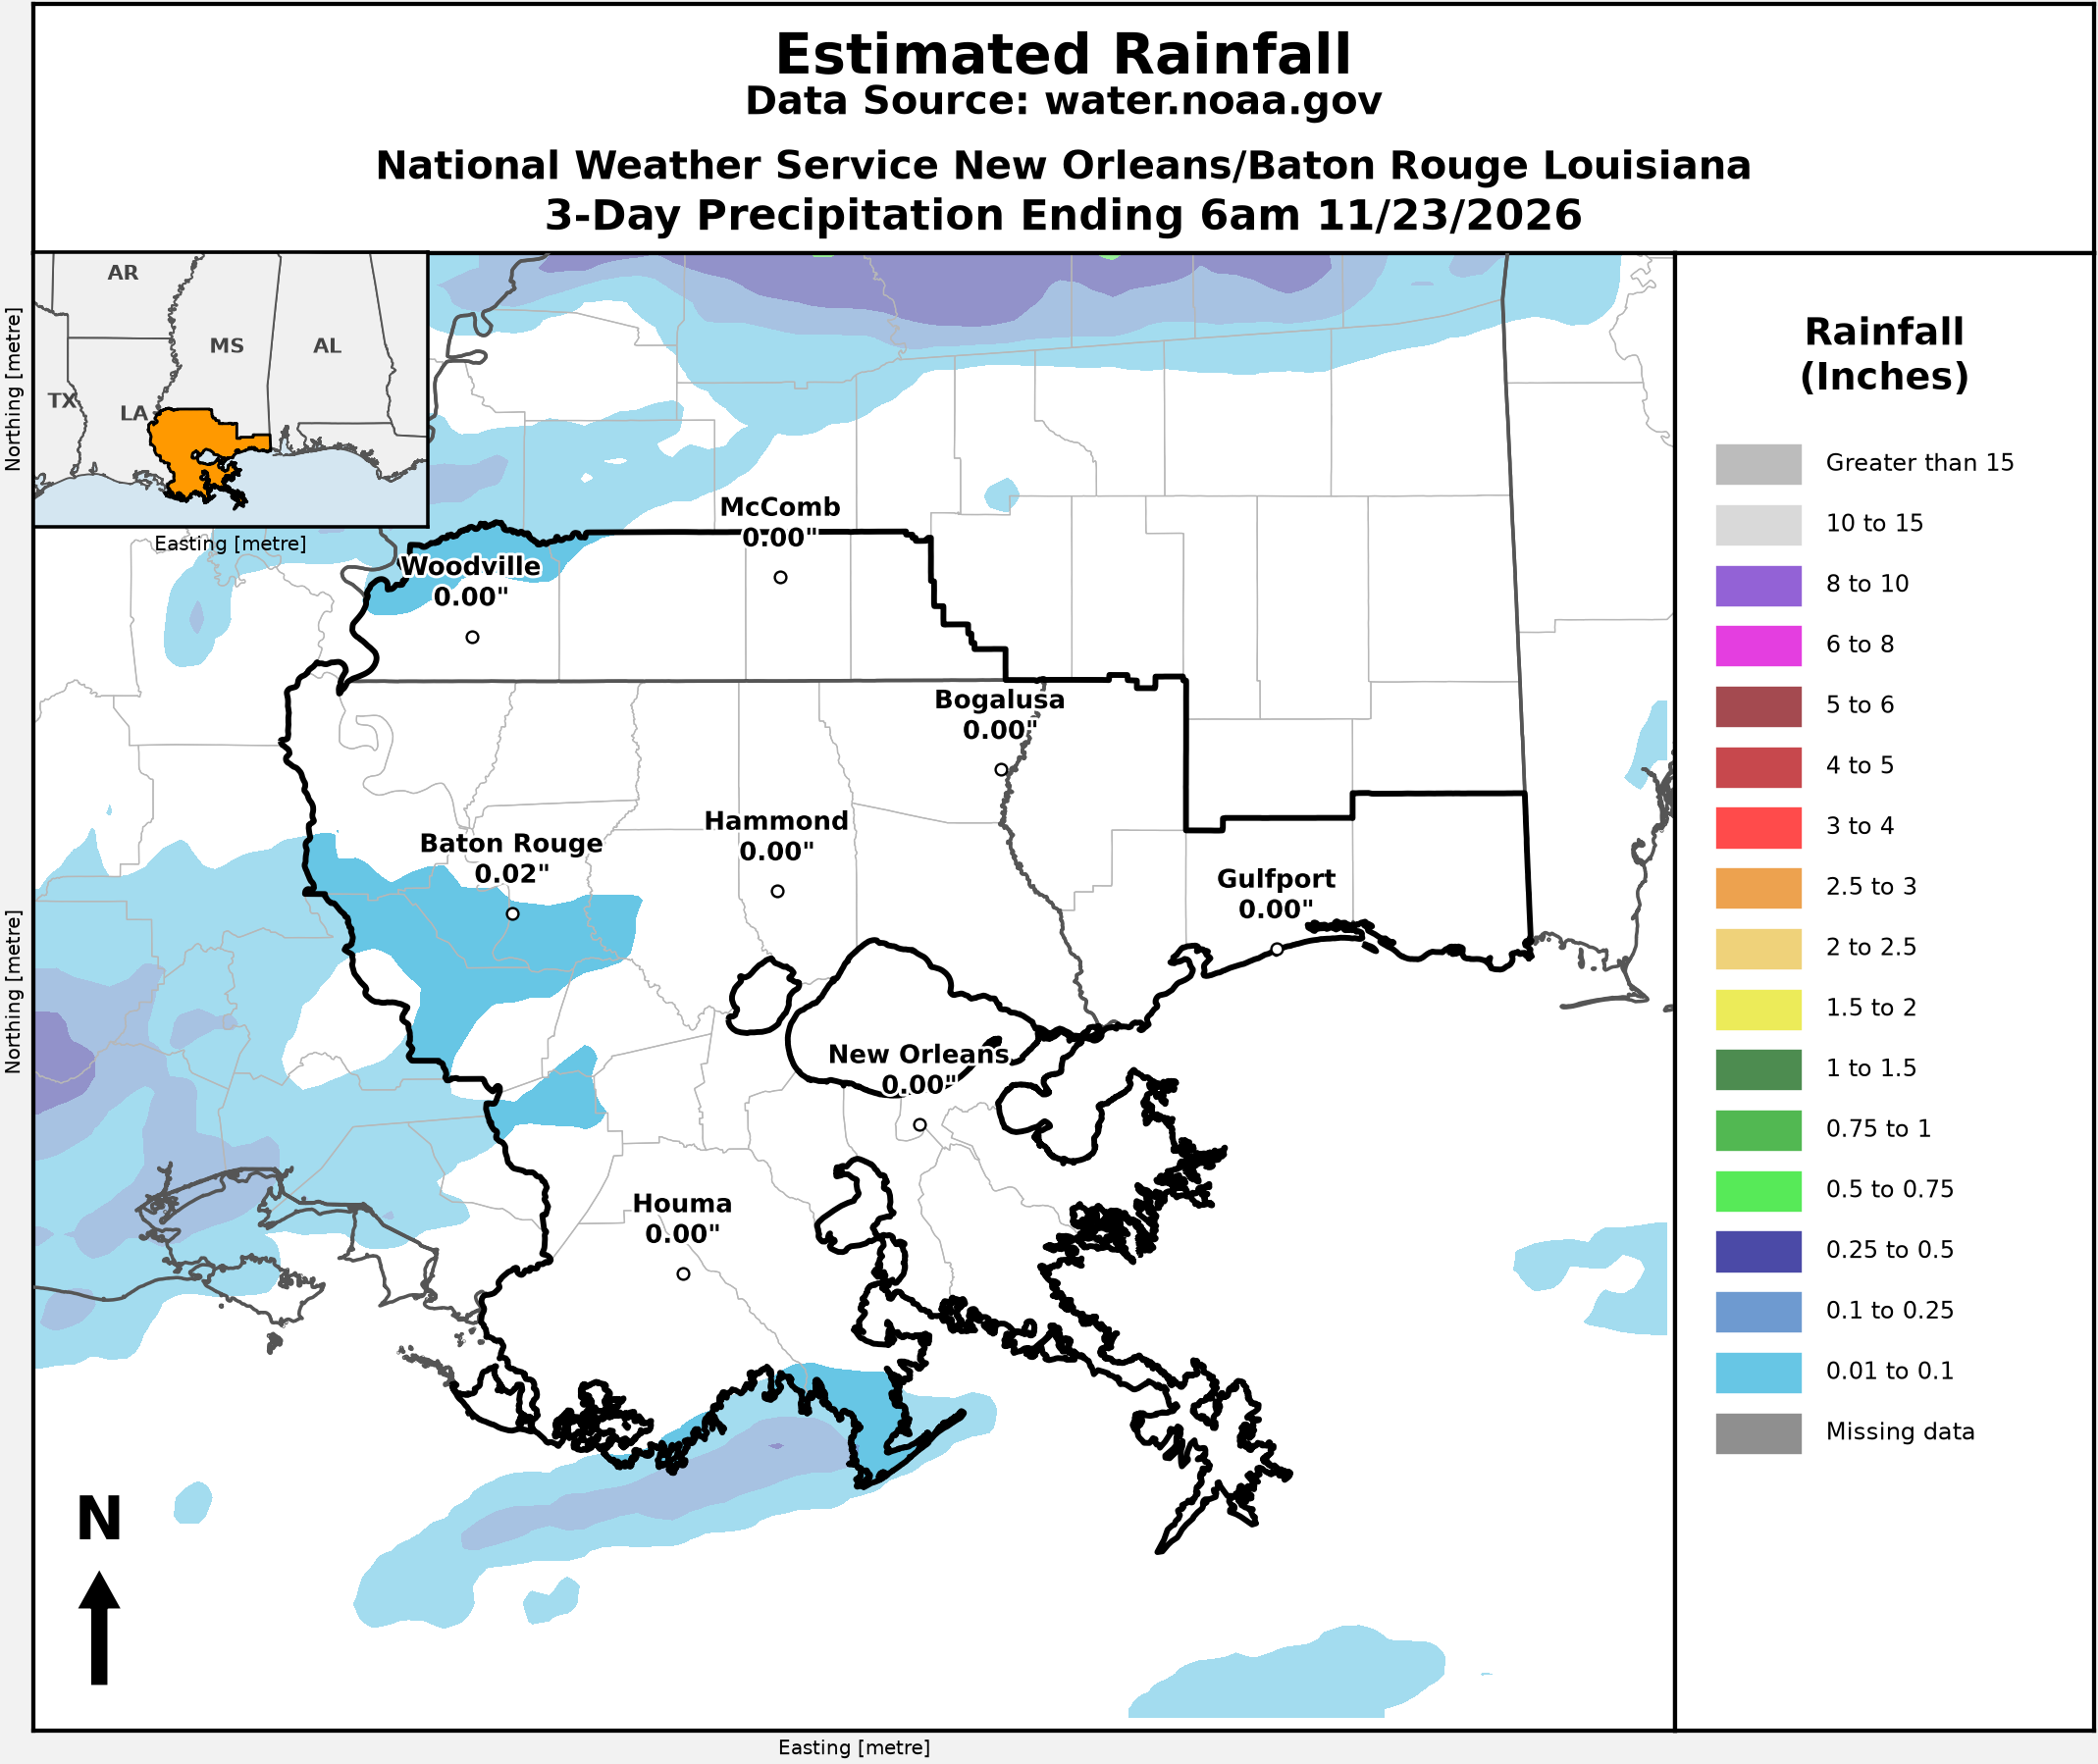 Estimated Rainfall
Data Source: water.noaa.gov
National Weather Service New Orleans/Baton Rouge Louisiana
3-Day Precipitation Ending 6am 11/23/2026
AR
MS
AL
TX
LA
Northing [metre]
Easting [metre]
McComb
0.00"
Woodville
0.00"
Bogalusa
0.00"
Hammond
0.00"
Baton Rouge
0.02"
Gulfport
0.00"
New Orleans
0.00"
Houma
0.00"
N
Northing [metre]
Easting [metre]
Rainfall
(Inches)
Greater than 15
10 to 15
8 to 10
6 to 8
5 to 6
4 to 5
3 to 4
2.5 to 3
2 to 2.5
1.5 to 2
1 to 1.5
0.75 to 1
0.5 to 0.75
0.25 to 0.5
0.1 to 0.25
0.01 to 0.1
Missing data